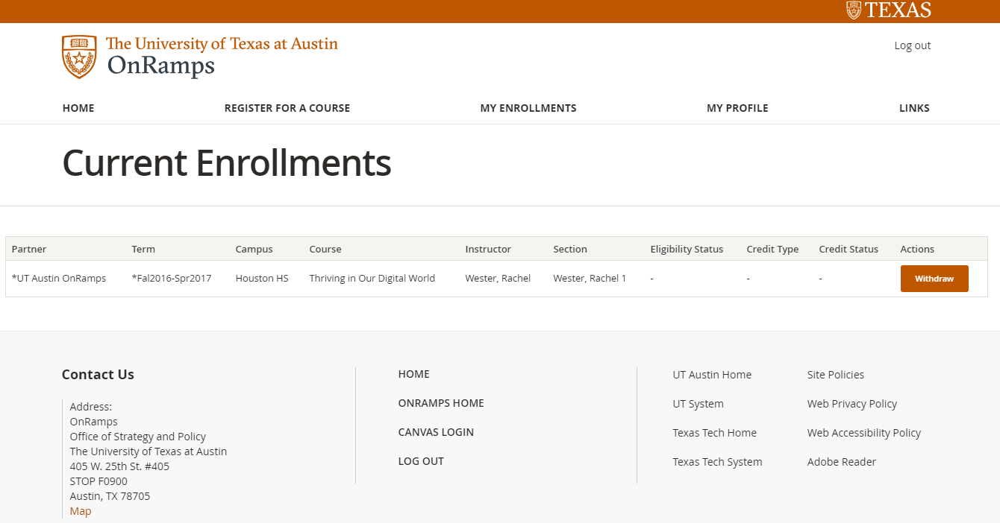 TEXAS
The University of Texas at Austin
OnRamps
Log out
HOME REGISTER FOR A COURSE MY ENROLLMENTS MY PROFILE LINKS
Current Enrollments
Partner Term Campus Course Instructor Section Eligibility Status Credit Type Credit Status Actions
*UT Austin OnRamps *Fal2016-Spr2017 Houston HS Thriving in Our Digital World Wester, Rachel Wester, Rachel 1 - - - Withdraw
Contact Us
Address:
OnRamps
Office of Strategy and Policy
The University of Texas at Austin
405 W. 25th St. #405
STOP F0900
Austin, TX 78705
Map
HOME
ONRAMPS HOME
CANVAS LOGIN
LOG OUT
UT Austin Home
UT System
Texas Tech Home
Texas Tech System
Site Policies
Web Privacy Policy
Web Accessibility Policy
Adobe Reader